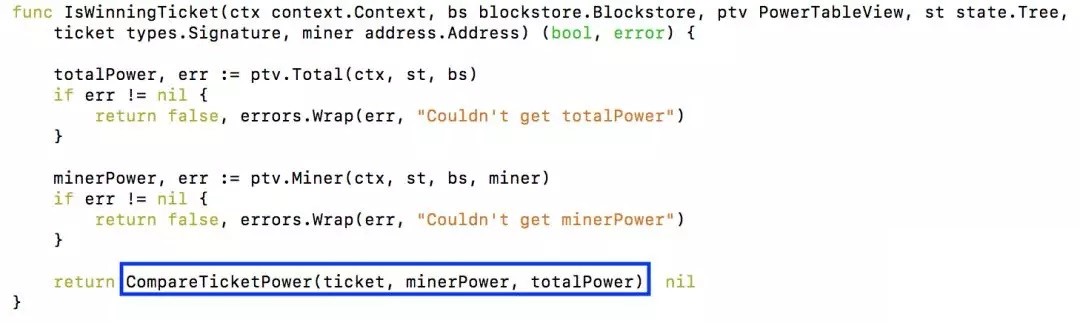 func IsWinningTicket(ctx context.Context, bs blockstore.Blockstore, ptv PowerTableView, st state.Tree,
    ticket types.Signature, miner address.Address) (bool, error) {
    totalPower, err := ptv.Total(ctx, st, bs)
    if err != nil {
        return false, errors.Wrap(err, "Couldn't get totalPower")
    }
    minerPower, err := ptv.Miner(ctx, st, bs, miner)
    if err != nil {
        return false, errors.Wrap(err, "Couldn't get minerPower")
    }
    return CompareTicketPower(ticket, minerPower, totalPower) nil
}